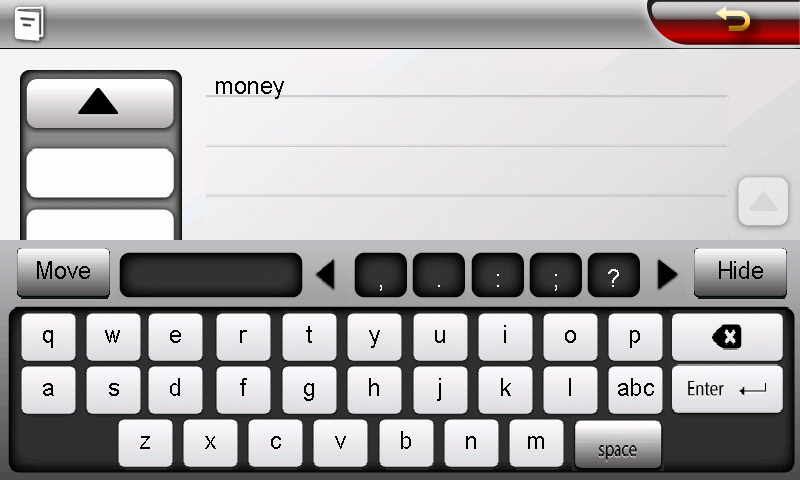 money
Move , . : ; ? Hide
q w e r t y u i o p
a s d f g h j k l abc Enter
z x c v b n m space